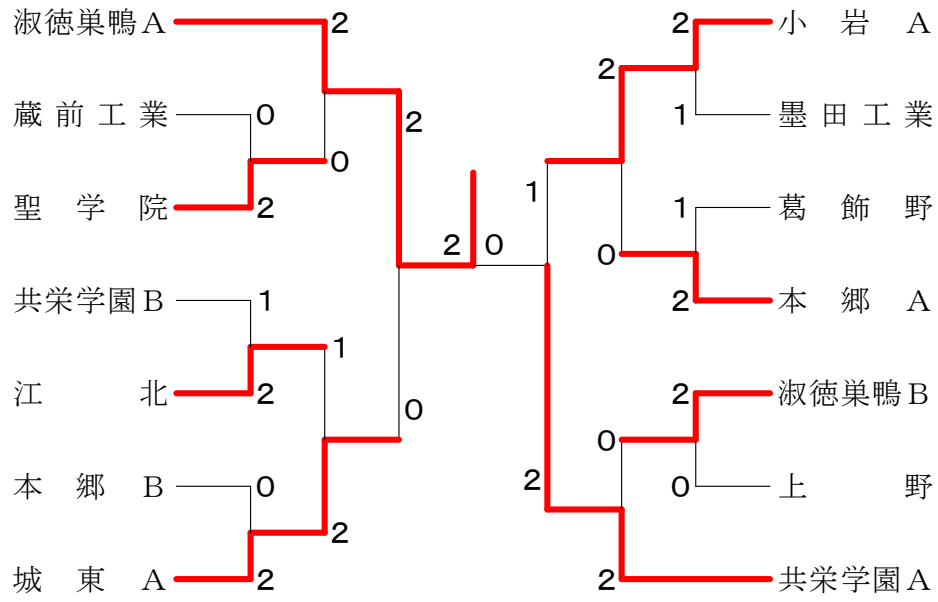 淑徳巣鴨A 2 2 小岩A
2
蔵前工業 0 2 1 墨田工業
0 1
聖学院 2 1 葛飾野
2 0 0
共栄学園B 1 2 本郷A
1
江北 2 0 2 淑徳巣鴨B
0
本郷B 0 2 0 上野
2
城東A 2 2 共栄学園A